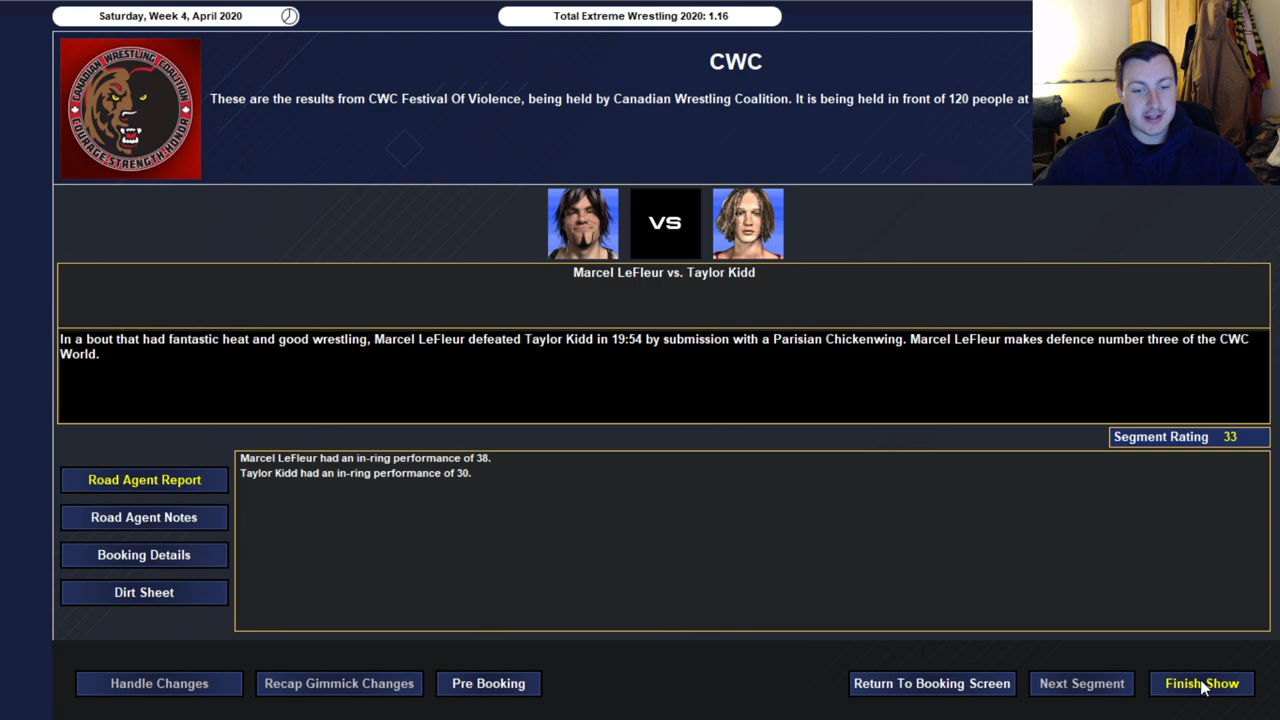 Saturday, Week 4, April 2020
Total Extreme Wrestling 2020: 1.16
CANADIAN WRESTLING COALITION
COURAGE STRENGTH HONOR
CWC
These are the results from CWC Festival Of Violence, being held by Canadian Wrestling Coalition. It is being held in front of 120 people at
VS
Marcel LeFleur vs. Taylor Kidd
In a bout that had fantastic heat and good wrestling, Marcel LeFleur defeated Taylor Kidd in 19:54 by submission with a Parisian Chickenwing. Marcel LeFleur makes defence number three of the CWC
World.
Segment Rating 33
Marcel LeFleur had an in-ring performance of 38.
Taylor Kidd had an in-ring performance of 30.
Road Agent Report
Road Agent Notes
Booking Details
Dirt Sheet
Handle Changes
Recap Gimmick Changes
Pre Booking
Return To Booking Screen
Next Segment
Finish Show